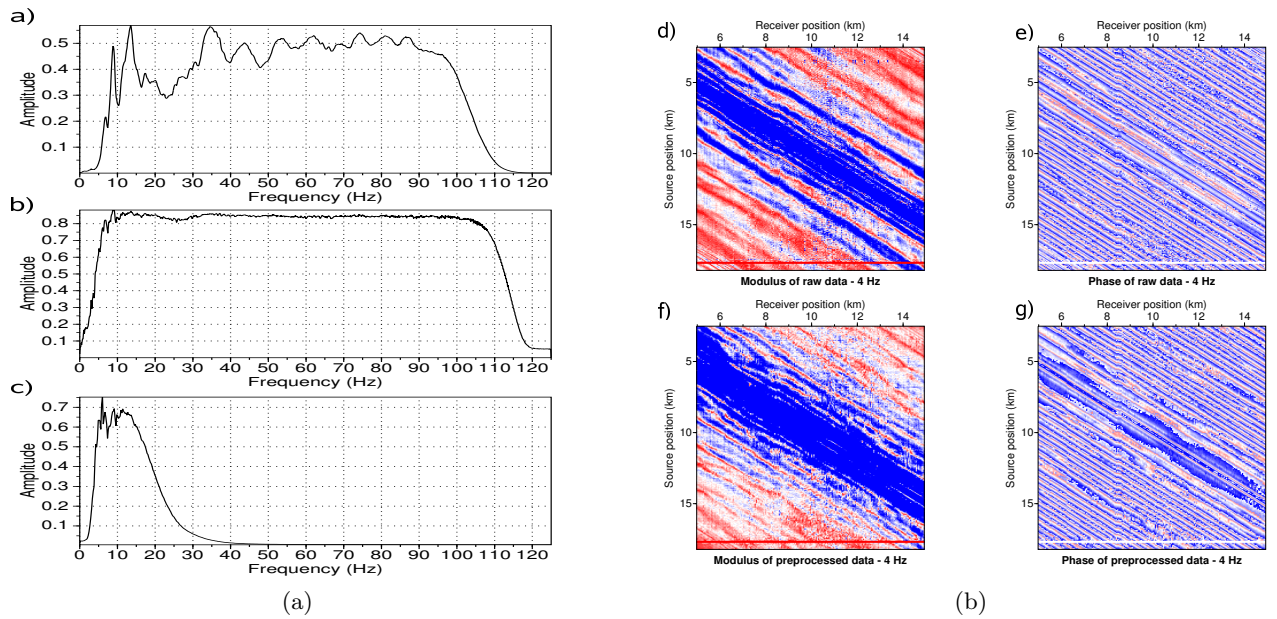 a)
0.5
0.4
0.3
0.2
0.1
Amplitude
0 10 20 30 40 50 60 70 80 90 100 110 120
Frequency (Hz)
b)
0.8
0.7
0.6
0.5
0.4
0.3
0.2
0.1
Amplitude
0 10 20 30 40 50 60 70 80 90 100 110 120
Frequency (Hz)
c)
0.7
0.6
0.5
0.4
0.3
0.2
0.1
Amplitude
0 10 20 30 40 50 60 70 80 90 100 110 120
Frequency (Hz)
(a)
d)
Receiver position (km)
6 8 10 12 14
Source position (km)
5
10
15
Modulus of raw data - 4 Hz
e)
Receiver position (km)
6 8 10 12 14
Source position (km)
5
10
15
Phase of raw data - 4 Hz
f)
Receiver position (km)
6 8 10 12 14
Source position (km)
5
10
15
Modulus of preprocessed data - 4 Hz
g)
Receiver position (km)
6 8 10 12 14
Source position (km)
5
10
15
Phase of preprocessed data - 4 Hz
(b)